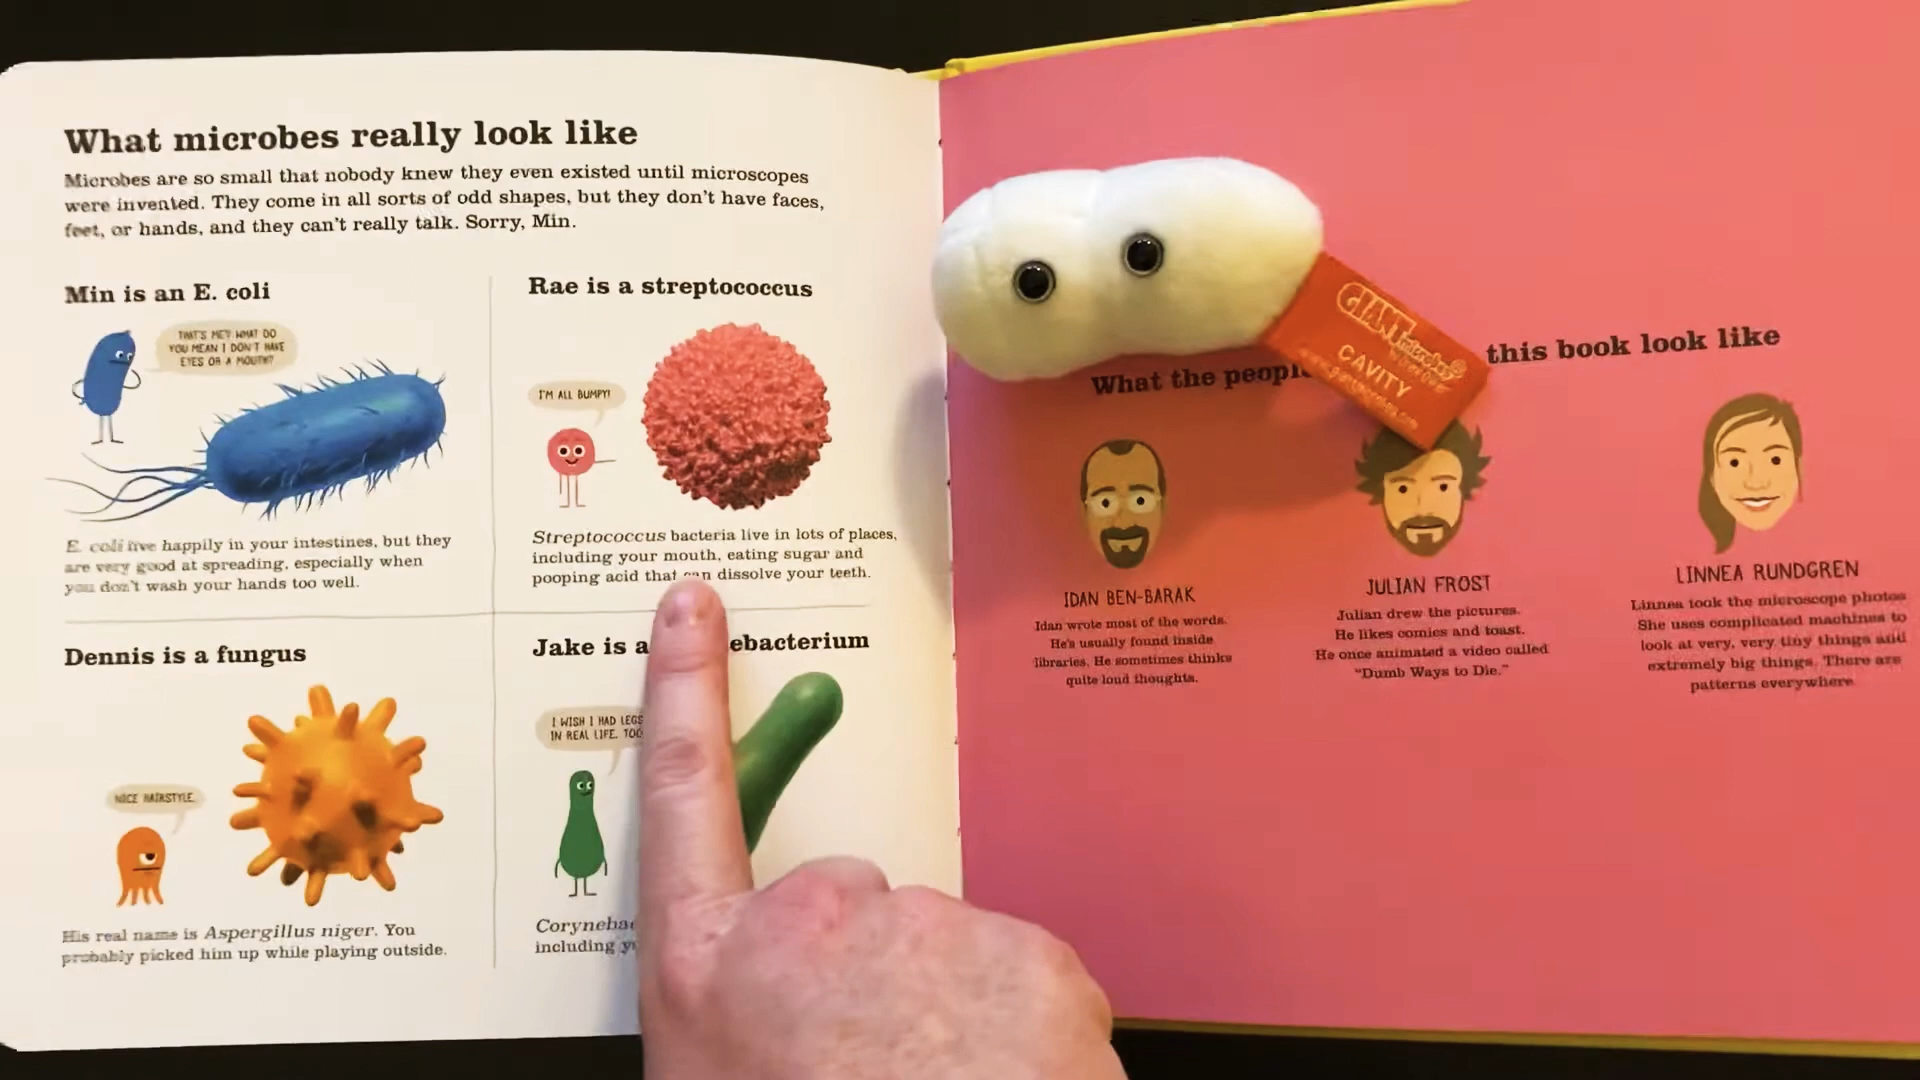 What microbes really look like
Microbes are so small that nobody knew they even existed until microscopes
were invented. They come in all sorts of odd shapes, but they don't have faces,
feet, or hands, and they can't really talk. Sorry, Min.
Min is an E. coli
THAT'S ME? WHAT DO
YOU MEAN I DON'T HAVE
EYES OR A MOUTH?
E. coli live happily in your intestines, but they
are very good at spreading, especially when
you don't wash your hands too well.
Rae is a streptococcus
I'M ALL BUMPY!
Streptococcus bacteria live in lots of places,
including your mouth, eating sugar and
pooping acid that can dissolve your teeth.
Dennis is a fungus
NICE HAIRSTYLE.
His real name is Aspergillus niger. You
probably picked him up while playing outside.
Jake is a ebacterium
I WISH I HAD LEGS
IN REAL LIFE, TOO
Coryneba
including y
GIANTmicrobes®
CAVITY
What the peopl this book look like
IDAN BEN-BARAK
Idan wrote most of the words.
He's usually found inside
libraries. He sometimes thinks
quite loud thoughts.
JULIAN FROST
Julian drew the pictures.
He likes comics and toast.
He once animated a video called
"Dumb Ways to Die."
LINNEA RUNDGREN
Linnea took the microscope photos
She uses complicated machines to
look at very, very tiny things and
extremely big things. There are
patterns everywhere